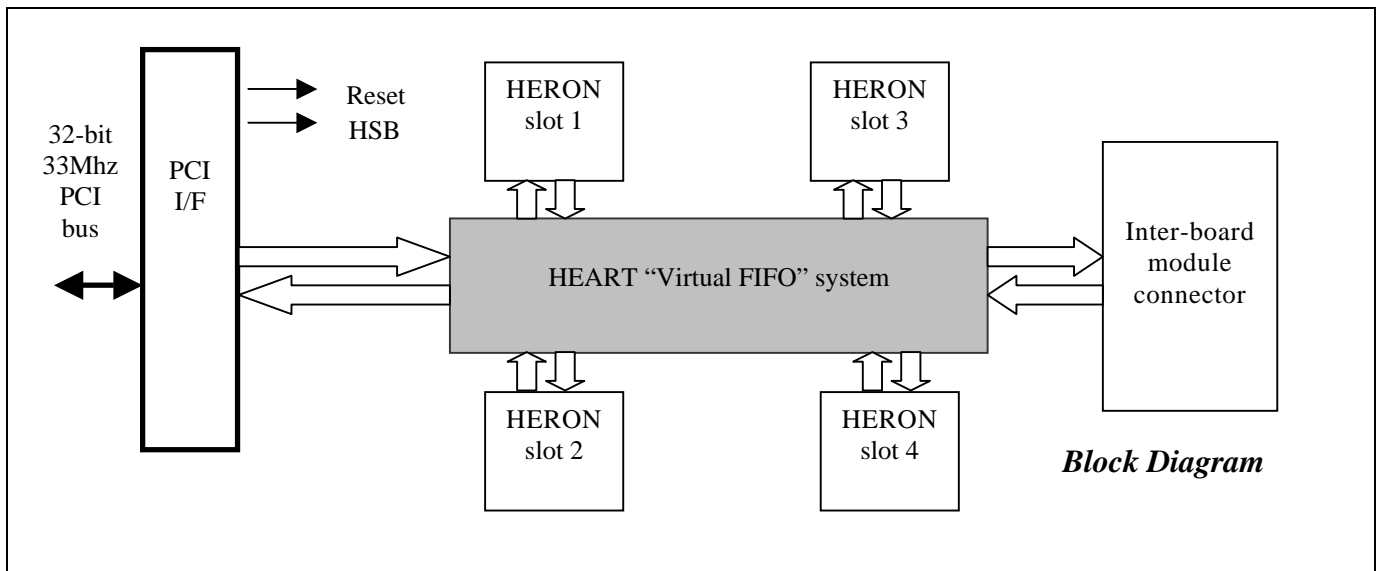 32-bit
33Mhz
PCI
bus
PCI
I/F
Reset
HSB
HERON
slot 1
HERON
slot 3
HEART “Virtual FIFO” system
Inter-board
module
connector
HERON
slot 2
HERON
slot 4
Block Diagram